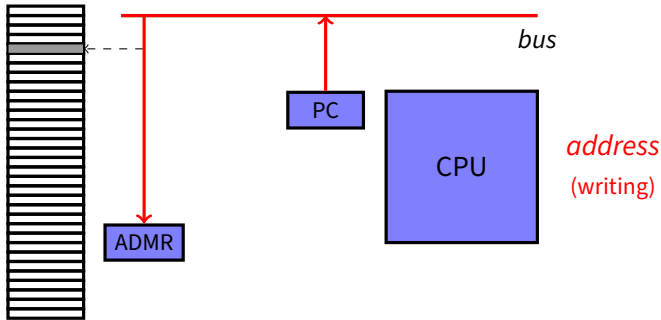 bus
PC
CPU
address
(writing)
ADMR